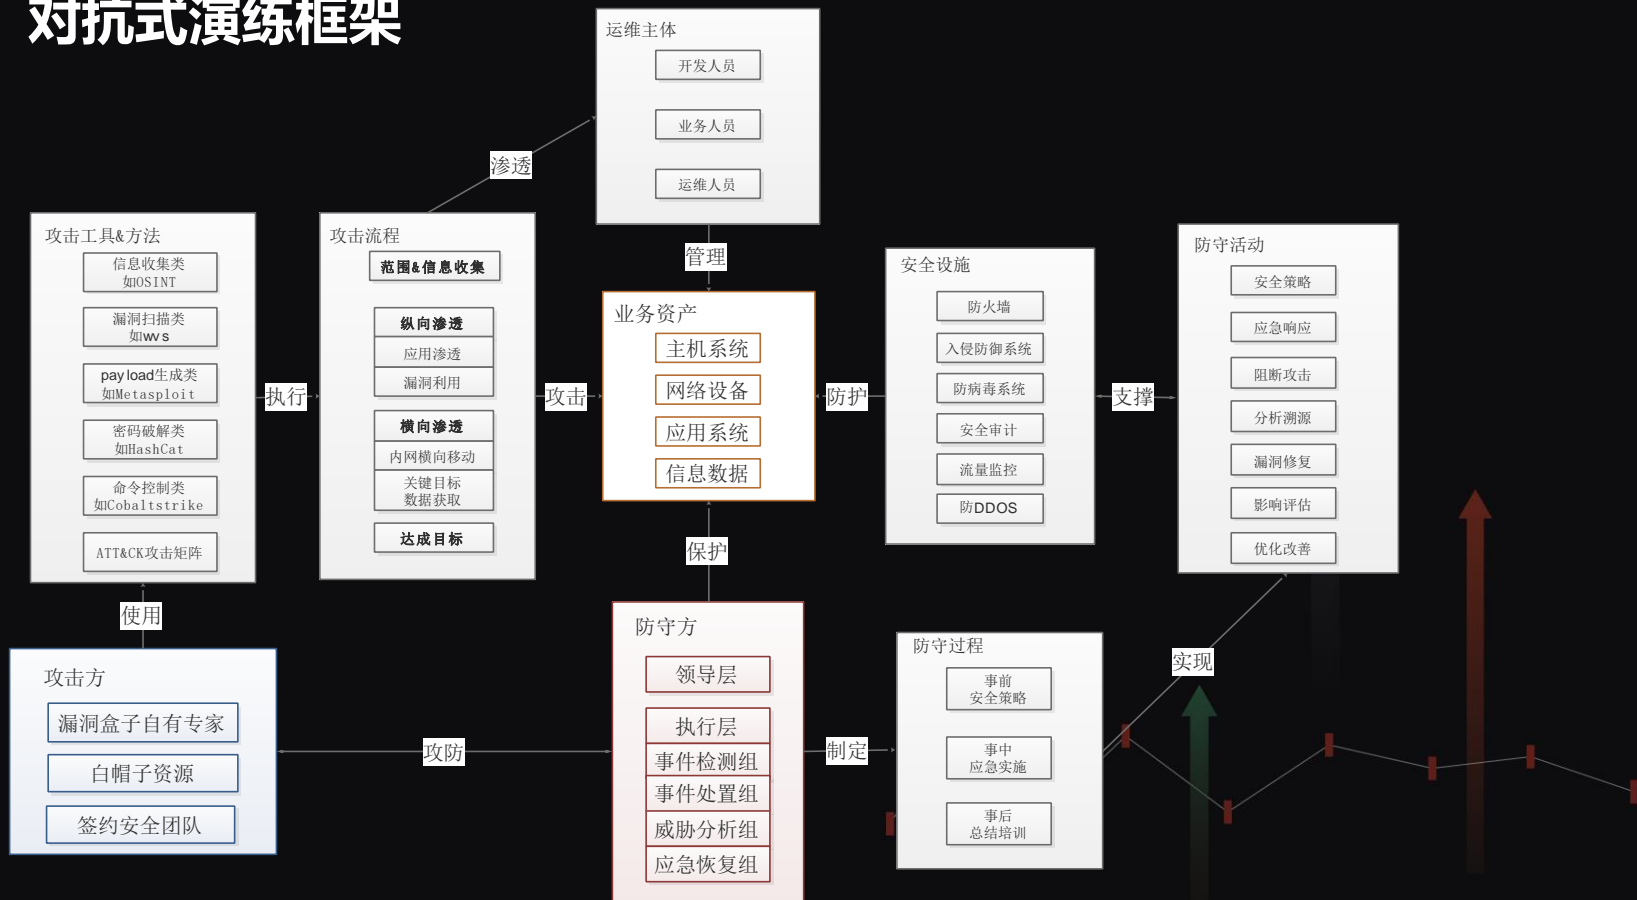 对抗式演练框架
运维主体
开发人员
业务人员
运维人员
渗透
管理
攻击工具&方法
信息收集类
如OSINT
漏洞扫描类
如wvs
payload生成类
如Metasploit
密码破解类
如HashCat
命令控制类
如Cobaltstrike
ATT&CK攻击矩阵
执行
攻击流程
范围&信息收集
纵向渗透
应用渗透
漏洞利用
横向渗透
内网横向移动
关键目标
数据获取
达成目标
攻击
业务资产
主机系统
网络设备
应用系统
信息数据
防护
安全设施
防火墙
入侵防御系统
防病毒系统
安全审计
流量监控
防DDOS
支撑
防守活动
安全策略
应急响应
阻断攻击
分析溯源
漏洞修复
影响评估
优化改善
使用
保护
攻击方
漏洞盒子自有专家
白帽子资源
签约安全团队
攻防
防守方
领导层
执行层
事件检测组
事件处置组
威胁分析组
应急恢复组
制定
防守过程
事前
安全策略
事中
应急实施
事后
总结培训
实现